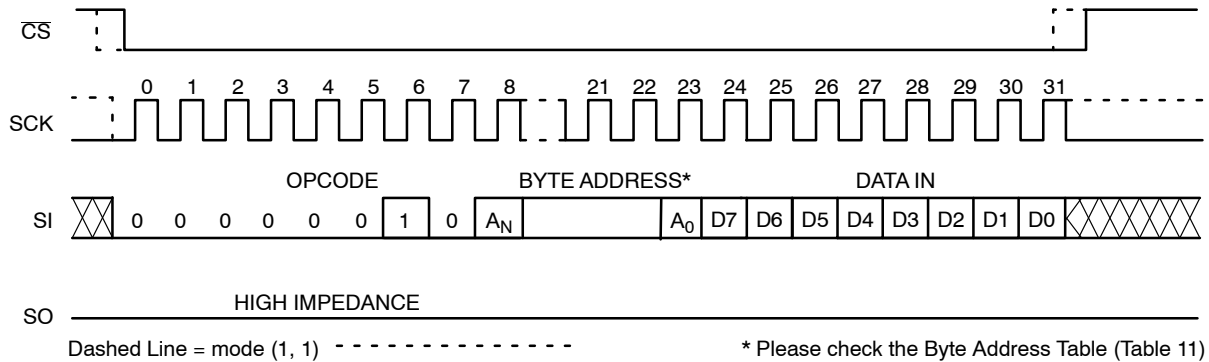 CS
0 1 2 3 4 5 6 7 8 21 22 23 24 25 26 27 28 29 30 31
SCK
OPCODE BYTE ADDRESS* DATA IN
SI 0 0 0 0 0 0 1 0 AN A0 D7 D6 D5 D4 D3 D2 D1 D0
HIGH IMPEDANCE
SO
Dashed Line = mode (1, 1) * Please check the Byte Address Table (Table 11)